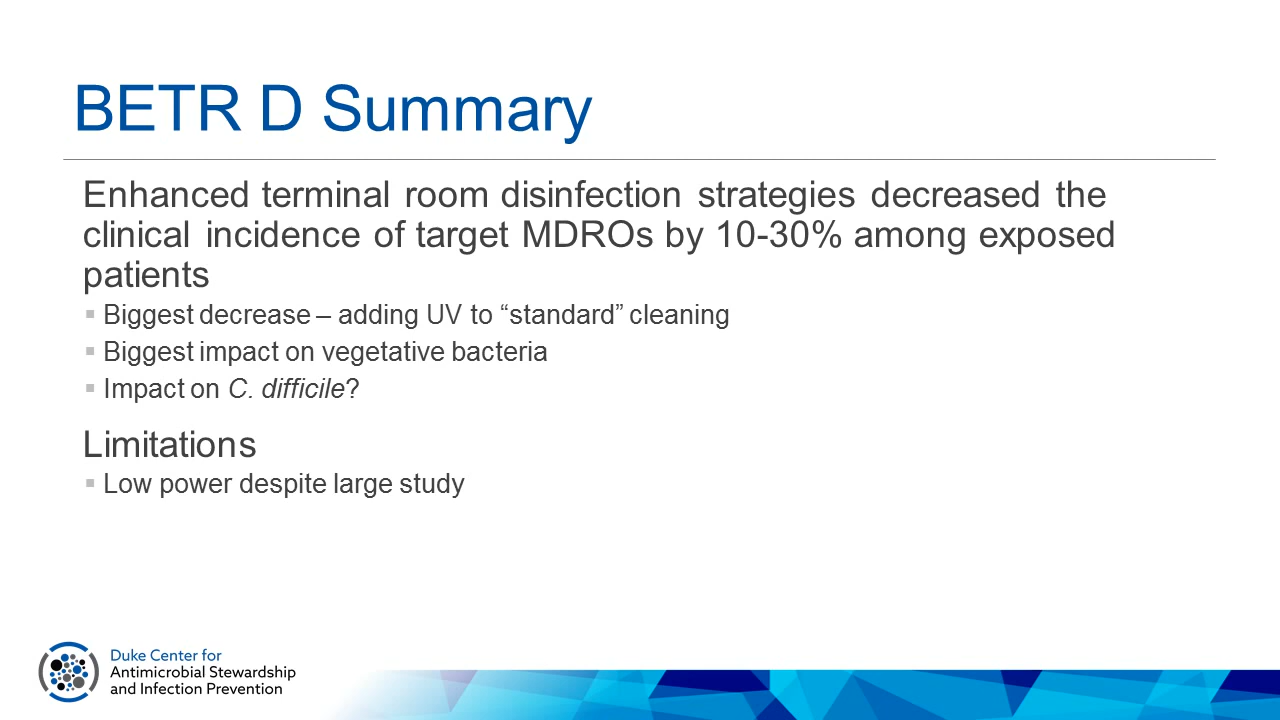 BETR D Summary
Enhanced terminal room disinfection strategies decreased the
clinical incidence of target MDROs by 10-30% among exposed
patients
▪ Biggest decrease – adding UV to “standard” cleaning
▪ Biggest impact on vegetative bacteria
▪ Impact on C. difficile?
Limitations
▪ Low power despite large study
Duke Center for
Antimicrobial Stewardship
and Infection Prevention